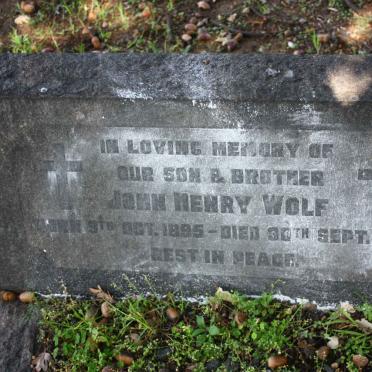 IN LOVING MEMORY OF
OUR SON & BROTHER
JOHN HENRY WOLF
BORN 9TH OCT. 1895 - DIED 30TH SEPT.
REST IN PEACE.